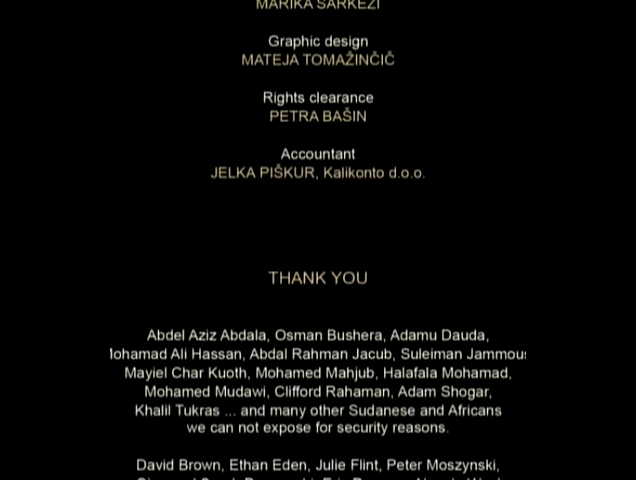 MARIKA SARKEZI
Graphic design
MATEJA TOMAŽINČIČ
Rights clearance
PETRA BAŠIN
Accountant
JELKA PIŠKUR, Kalikonto d.o.o.
THANK YOU
Abdel Aziz Abdala, Osman Bushera, Adamu Dauda,
Ali Hassan, Abdal Rahman Jacub, Suleiman
Mayiel Char Kuoth, Mohamed Mahjub, Halafala Mohamad,
Mohamed Mudawi, Clifford Rahaman, Adam Shogar,
Khalil Tukras ... and many other Sudanese and Africans
we can not expose for security reasons.
David Brown, Ethan Eden, Julie Flint, Peter Moszynski,